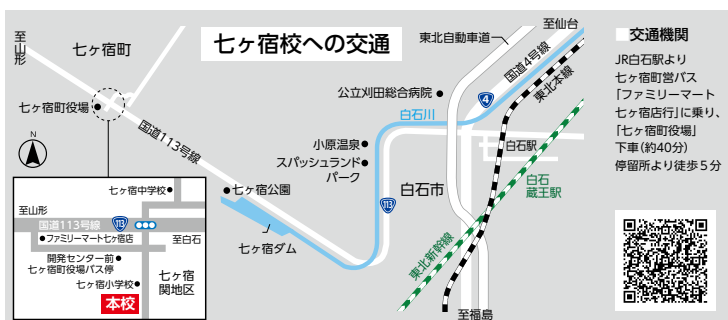 七ヶ宿校への交通
至山形
七ヶ宿町
七ヶ宿町役場
N
国道113号線
七ヶ宿公園
七ヶ宿ダム
小原温泉
スパッシュランド
パーク
公立刈田総合病院
白石川
113
白石市
東北自動車道
至仙台
国道4号線
4
東北本線
白石駅
白石
蔵王駅
東北新幹線
至福島
七ヶ宿中学校
至山形
国道113号線
113
ファミリーマート七ヶ宿店
至白石
開発センター前
七ヶ宿町役場バス停
七ヶ宿小学校
本校
七ヶ宿
関地区
交通機関
JR白石駅より
七ヶ宿町営バス
「ファミリーマート
七ヶ宿店行」に乗り、
「七ヶ宿町役場」
下車(約40分)
停留所より徒歩5分